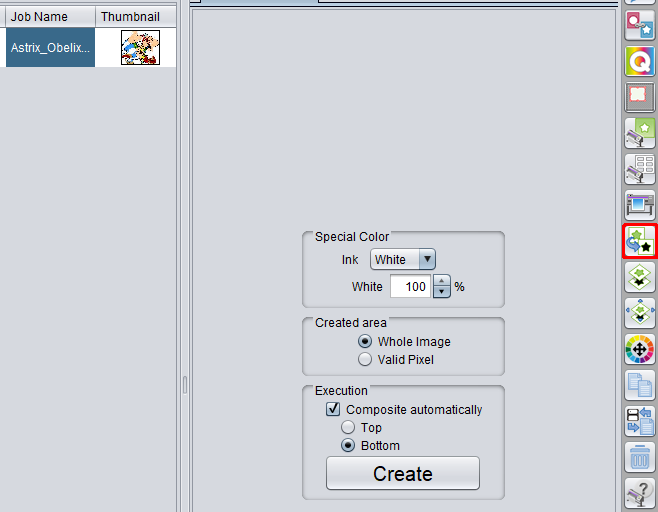 Job Name Thumbnail
Astrix_Obelix...
Special Color
Ink White
White 100 %
Created area
Whole Image
Valid Pixel
Execution
Composite automatically
Top
Bottom
Create
Q
?